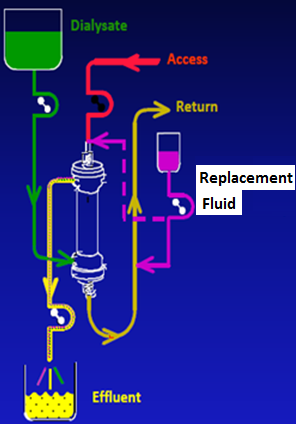 Dialysate
Access
Return
Replacement
Fluid
Effluent